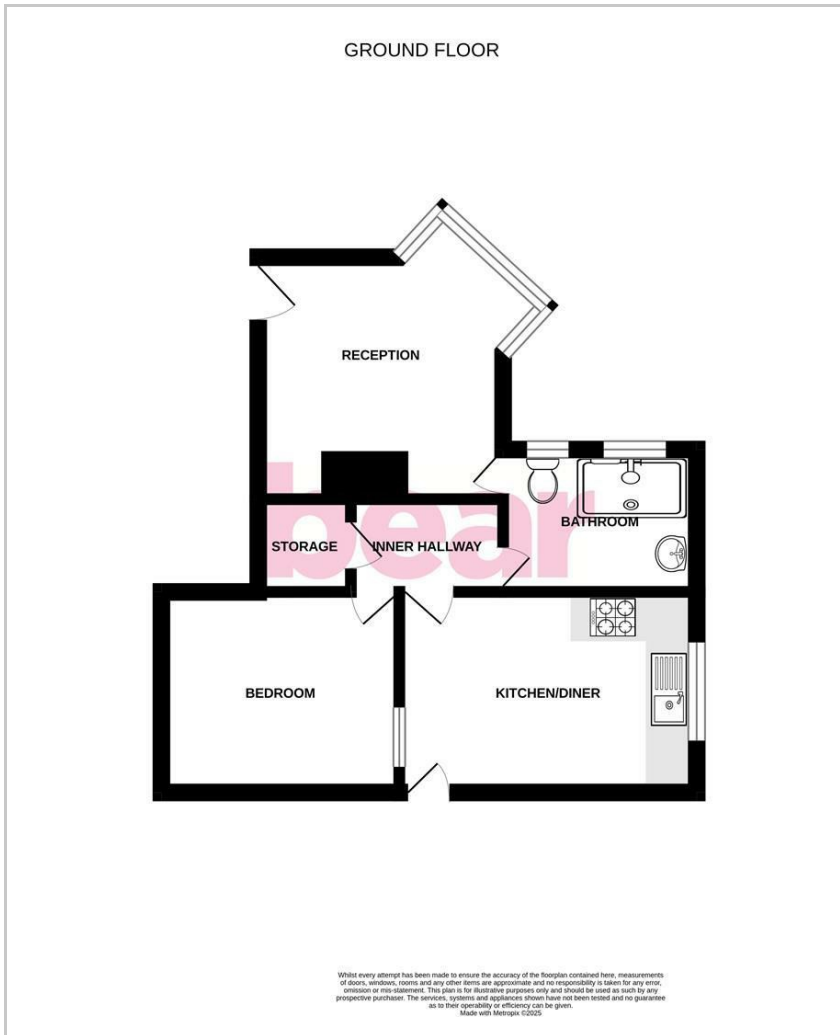 GROUND FLOOR
RECEPTION
bear
BATHROOM
STORAGE
INNER HALLWAY
BEDROOM
KITCHEN/DINER
Whilst every attempt has been made to ensure the accuracy of the floorplan contained here, measurements
of doors, windows, rooms and any other items are approximate and no responsibility is taken for any error,
omission or mis-statement. This plan is for illustrative purposes only and should be used as such by any
prospective purchaser. The services, systems and appliances shown have not been tested and no guarantee
as to their operability or efficiency can be given.
Made with Metropix ©2025